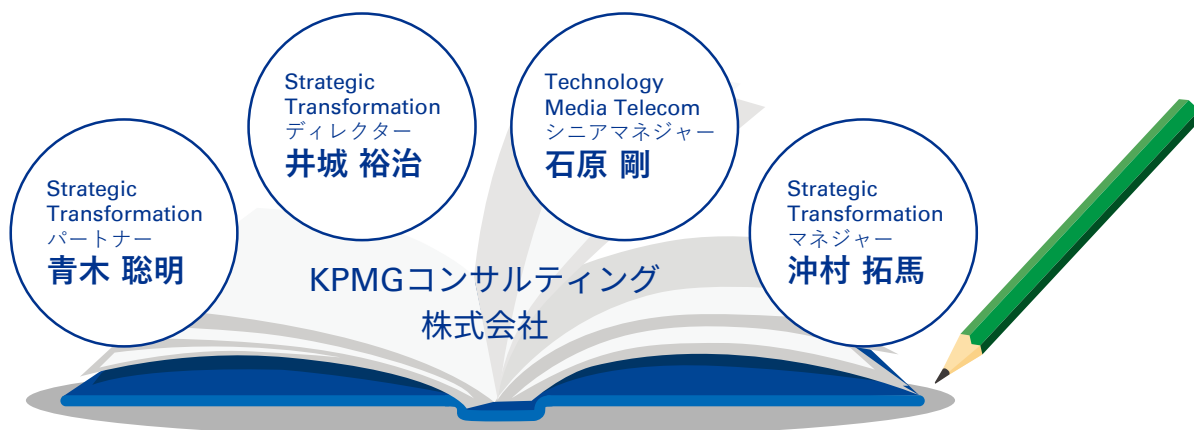 Strategic
Transformation
パートナー
青木 聡明
Strategic
Transformation
ディレクター
井城 裕治
Technology
Media Telecom
シニアマネジャー
石原 剛
Strategic
Transformation
マネジャー
沖村 拓馬
KPMGコンサルティング
株式会社